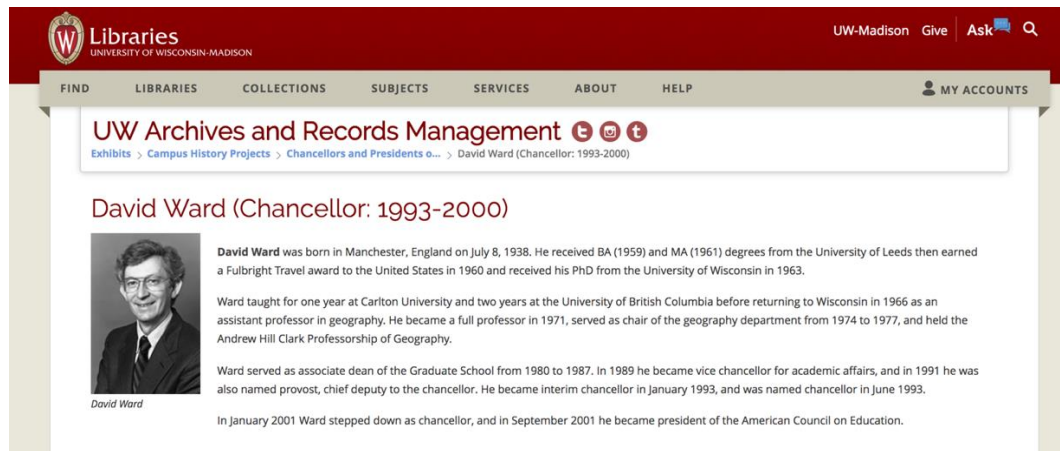 Libraries
UNIVERSITY OF WISCONSIN-MADISON
UW-Madison Give Ask
FIND LIBRARIES COLLECTIONS SUBJECTS SERVICES ABOUT HELP MY ACCOUNTS
UW Archives and Records Management
Exhibits > Campus History Projects > Chancellors and Presidents o... > David Ward (Chancellor: 1993-2000)
David Ward (Chancellor: 1993-2000)
David Ward was born in Manchester, England on July 8, 1938. He received BA (1959) and MA (1961) degrees from the University of Leeds then earned
a Fulbright Travel award to the United States in 1960 and received his PhD from the University of Wisconsin in 1963.
Ward taught for one year at Carlton University and two years at the University of British Columbia before returning to Wisconsin in 1966 as an
assistant professor in geography. He became a full professor in 1971, served as chair of the geography department from 1974 to 1977, and held the
Andrew Hill Clark Professorship of Geography.
Ward served as associate dean of the Graduate School from 1980 to 1987. In 1989 he became vice chancellor for academic affairs, and in 1991 he was
also named provost, chief deputy to the chancellor. He became interim chancellor in January 1993, and was named chancellor in June 1993.
David Ward
In January 2001 Ward stepped down as chancellor, and in September 2001 he became president of the American Council on Education.